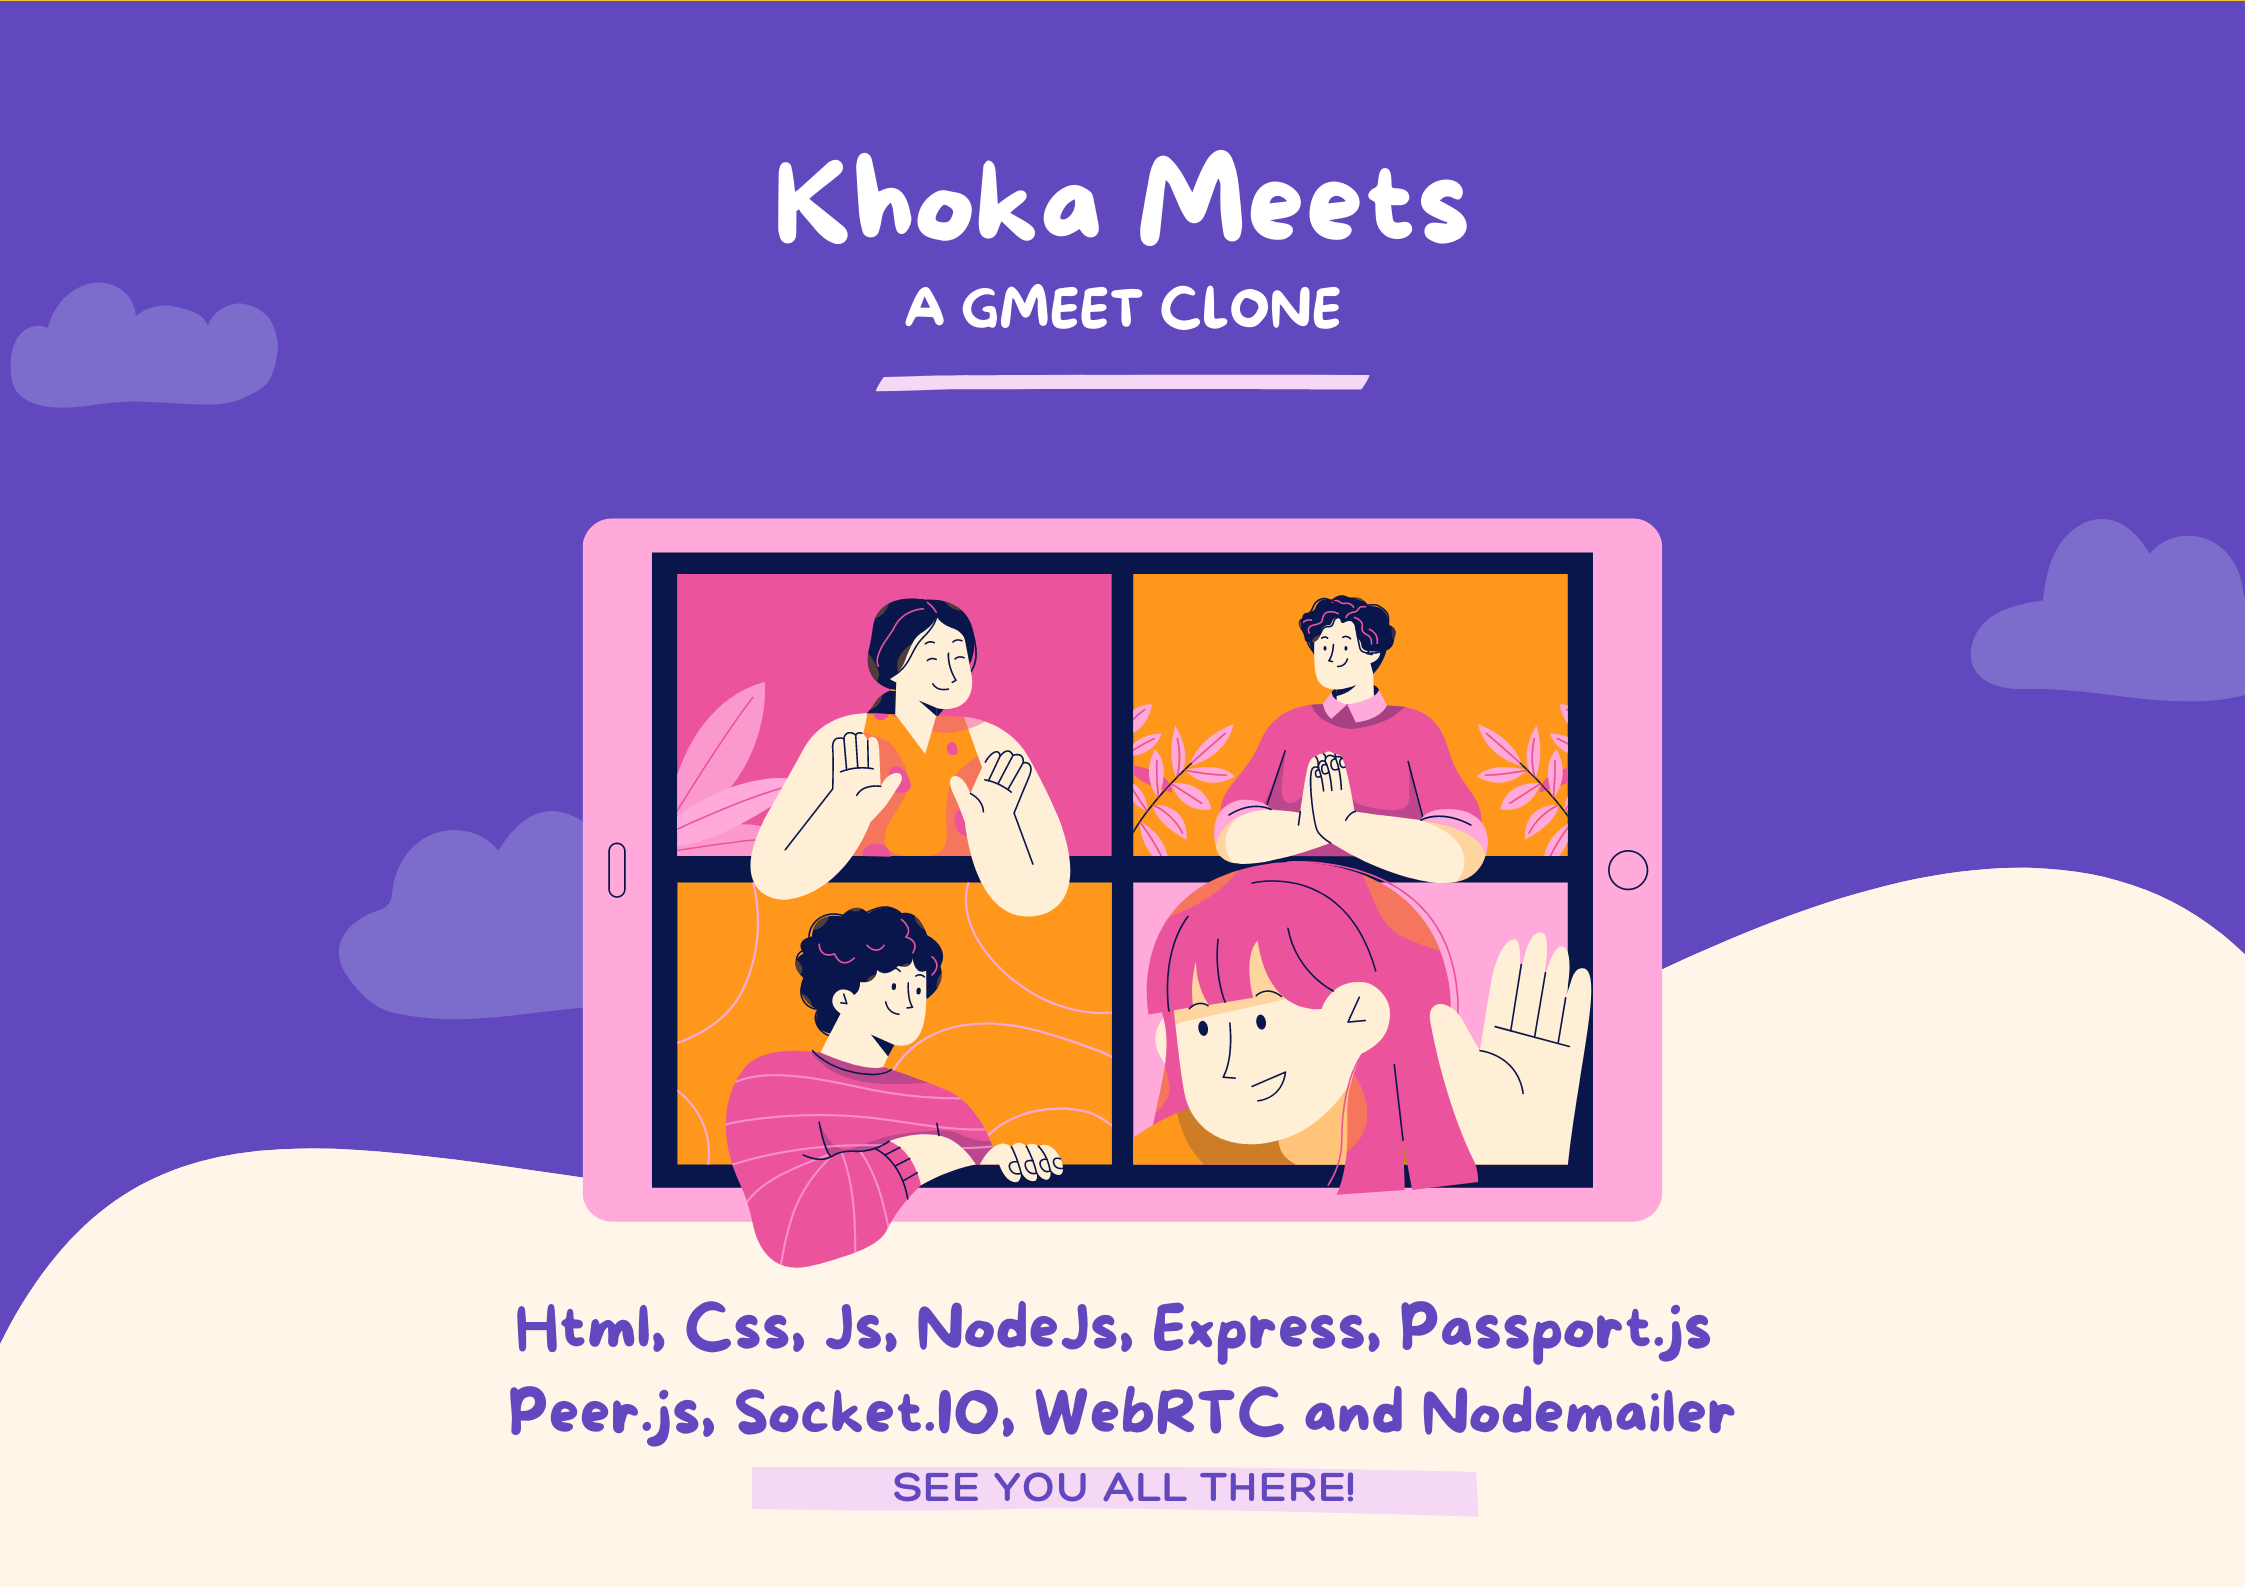 Khoka Meets
A GMEET CLONE
Html, Css, Js, NodeJs, Express, Passport.js
Peer.js, Socket.IO, WebRTC and Nodemailer
SEE YOU ALL THERE!